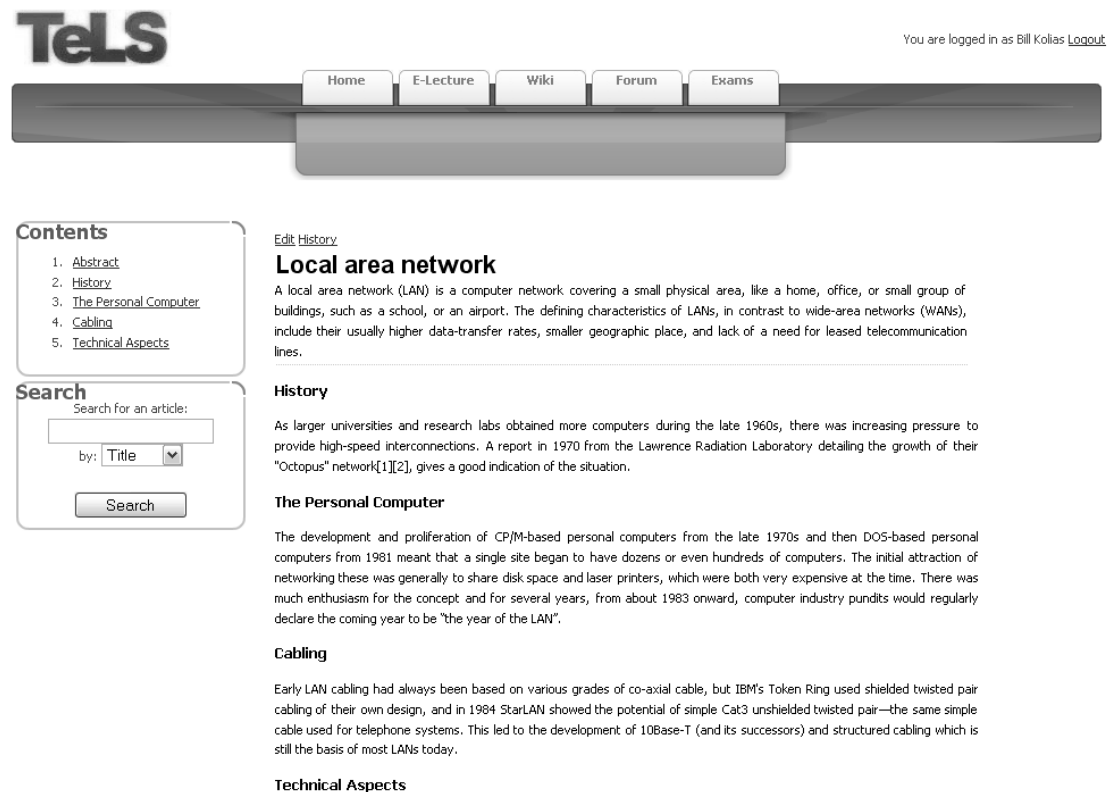 TeLS
You are logged in as Bill Kolias Logout
Home E-Lecture Wiki Forum Exams
Contents
1. Abstract
2. History
3. The Personal Computer
4. Cabling
5. Technical Aspects
Search
Search for an article:
by: Title
Search
Edit History
Local area network
A local area network (LAN) is a computer network covering a small physical area, like a home, office, or small group of
buildings, such as a school, or an airport. The defining characteristics of LANs, in contrast to wide-area networks (WANs),
include their usually higher data-transfer rates, smaller geographic place, and lack of a need for leased telecommunication
lines.
History
As larger universities and research labs obtained more computers during the late 1960s, there was increasing pressure to
provide high-speed interconnections. A report in 1970 from the Lawrence Radiation Laboratory detailing the growth of their
"Octopus" network[1][2], gives a good indication of the situation.
The Personal Computer
The development and proliferation of CP/M-based personal computers from the late 1970s and then DOS-based personal
computers from 1981 meant that a single site began to have dozens or even hundreds of computers. The initial attraction of
networking these was generally to share disk space and laser printers, which were both very expensive at the time. There was
much enthusiasm for the concept and for several years, from about 1983 onward, computer industry pundits would regularly
declare the coming year to be "the year of the LAN".
Cabling
Early LAN cabling had always been based on various grades of co-axial cable, but IBM's Token Ring used shielded twisted pair
cabling of their own design, and in 1984 StarLAN showed the potential of simple Cat3 unshielded twisted pair—the same simple
cable used for telephone systems. This led to the development of 10Base-T (and its successors) and structured cabling which is
still the basis of most LANs today.
Technical Aspects